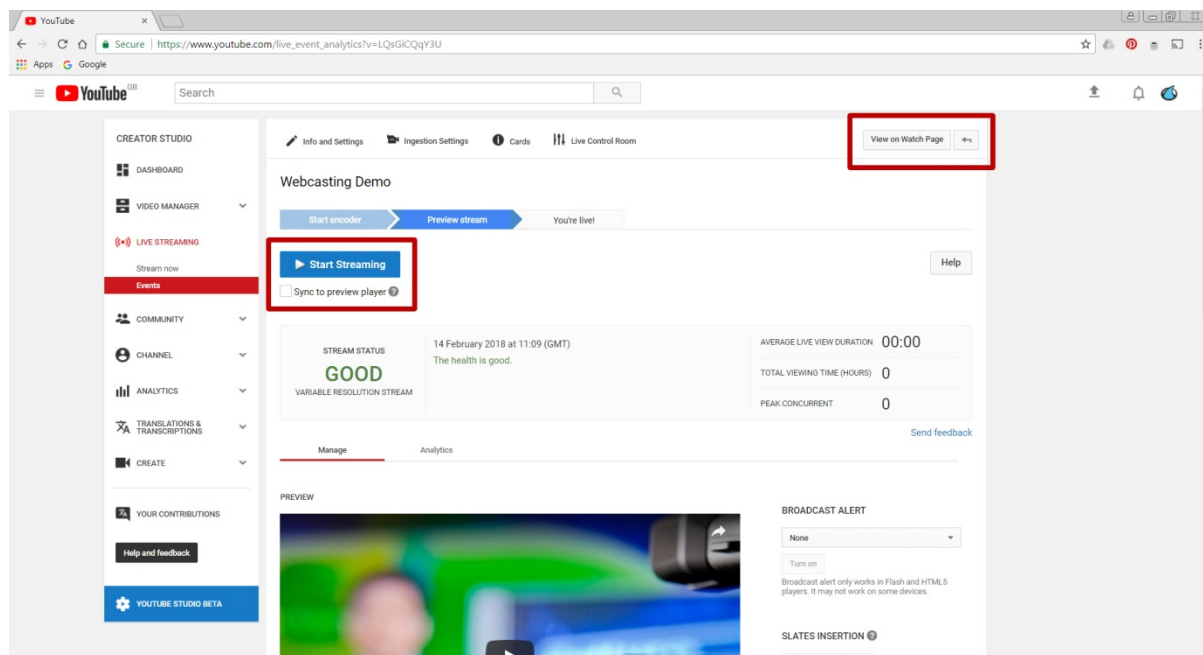 YouTube
Secure | https://www.youtube.com/live_event_analytics?v=LQsGiCQqY3U
Apps
Google
YouTube GB
Search
CREATOR STUDIO
DASHBOARD
VIDEO MANAGER
LIVE STREAMING
Stream now
Events
COMMUNITY
CHANNEL
ANALYTICS
TRANSLATIONS &
TRANSCRIPTIONS
CREATE
YOUR CONTRIBUTIONS
Help and feedback
YOUTUBE STUDIO BETA
Info and Settings
Ingestion Settings
Cards
Live Control Room
View on Watch Page
Webcasting Demo
Start encoder
Preview stream
You're live!
Start Streaming
Help
Sync to preview player
STREAM STATUS
GOOD
VARIABLE RESOLUTION STREAM
14 February 2018 at 11:09 (GMT)
The health is good.
AVERAGE LIVE VIEW DURATION 00:00
TOTAL VIEWING TIME (HOURS) 0
PEAK CONCURRENT 0
Send feedback
Manage
Analytics
PREVIEW
BROADCAST ALERT
None
Turn on
Broadcast alert only works in Flash and HTML5
players. It may not work on some devices.
SLATES INSERTION